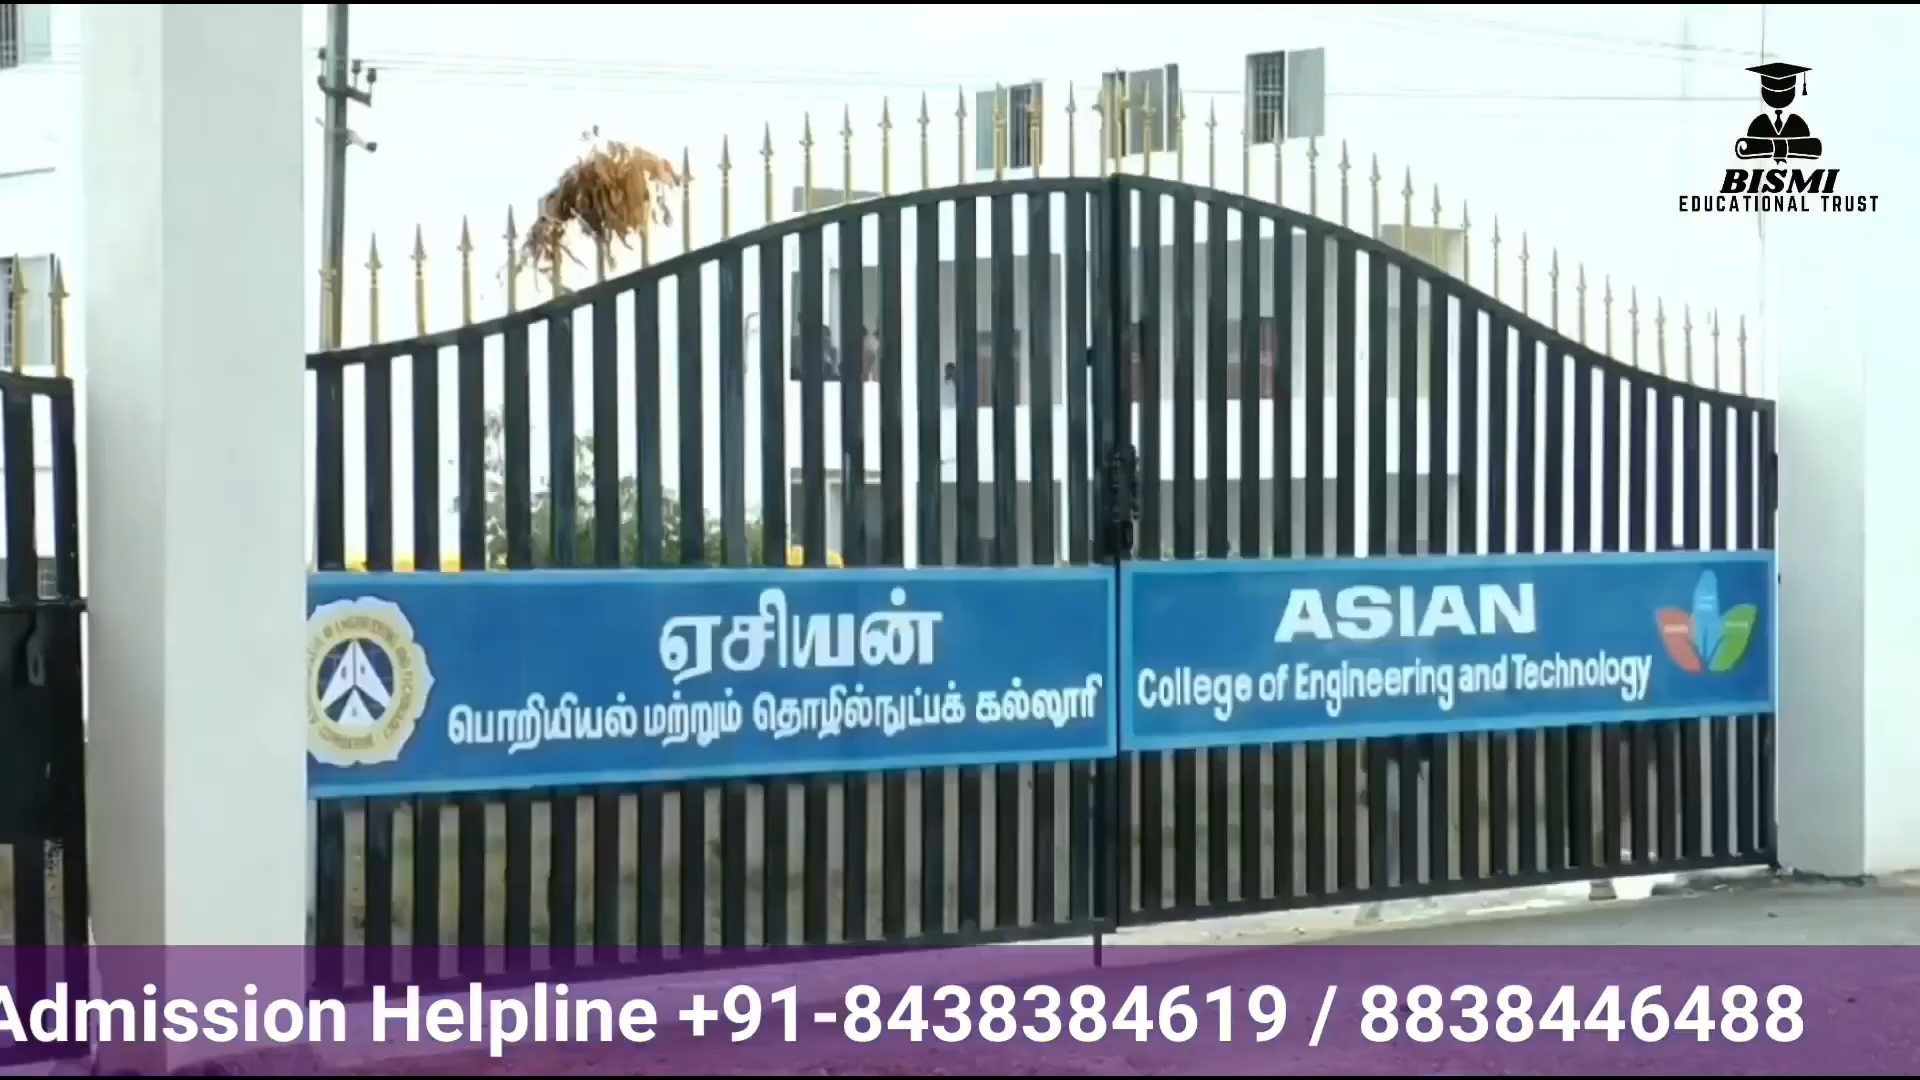 BISMI
EDUCATIONAL TRUST
ஏசியன்
பொறியியல் மற்றும் தொழில்நுட்பக் கல்லூரி
ASIAN
College of Engineering and Technology
Admission Helpline +91-8438384619 / 8838446488